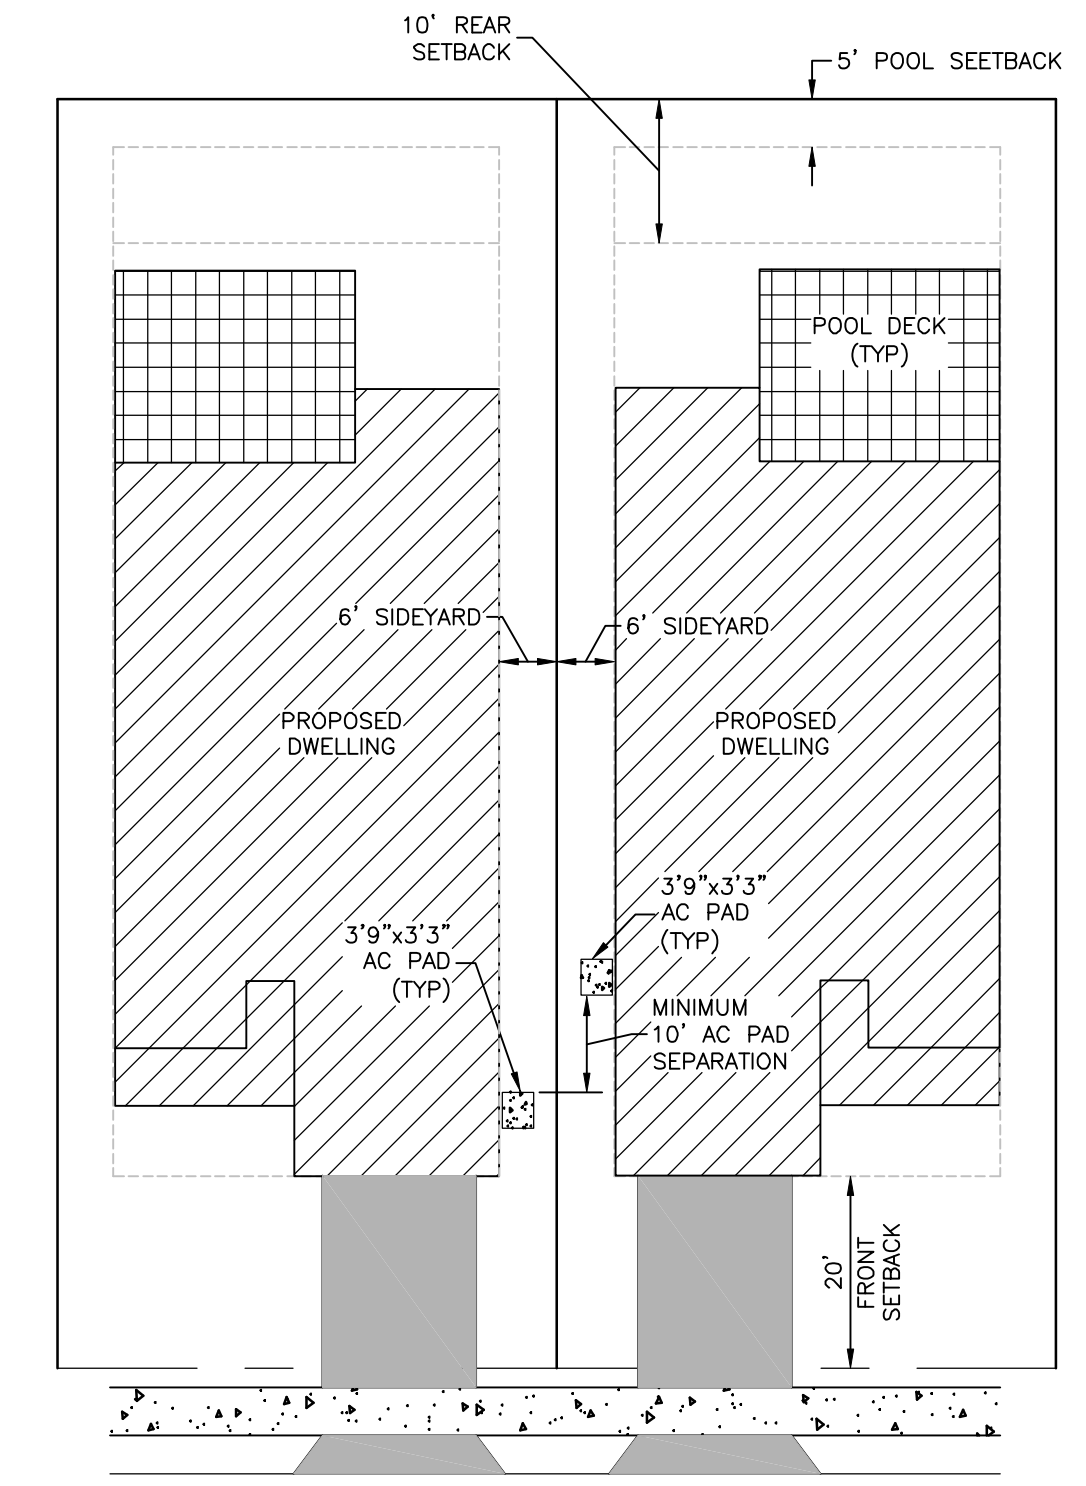 10' REAR
SETBACK
5' POOL SEETBACK
POOL DECK
(TYP)
6' SIDEYARD
6' SIDEYARD
PROPOSED
DWELLING
PROPOSED
DWELLING
3'9"x3'3"
AC PAD
(TYP)
3'9"x3'3"
AC PAD
(TYP)
MINIMUM
10' AC PAD
SEPARATION
20'
FRONT
SETBACK